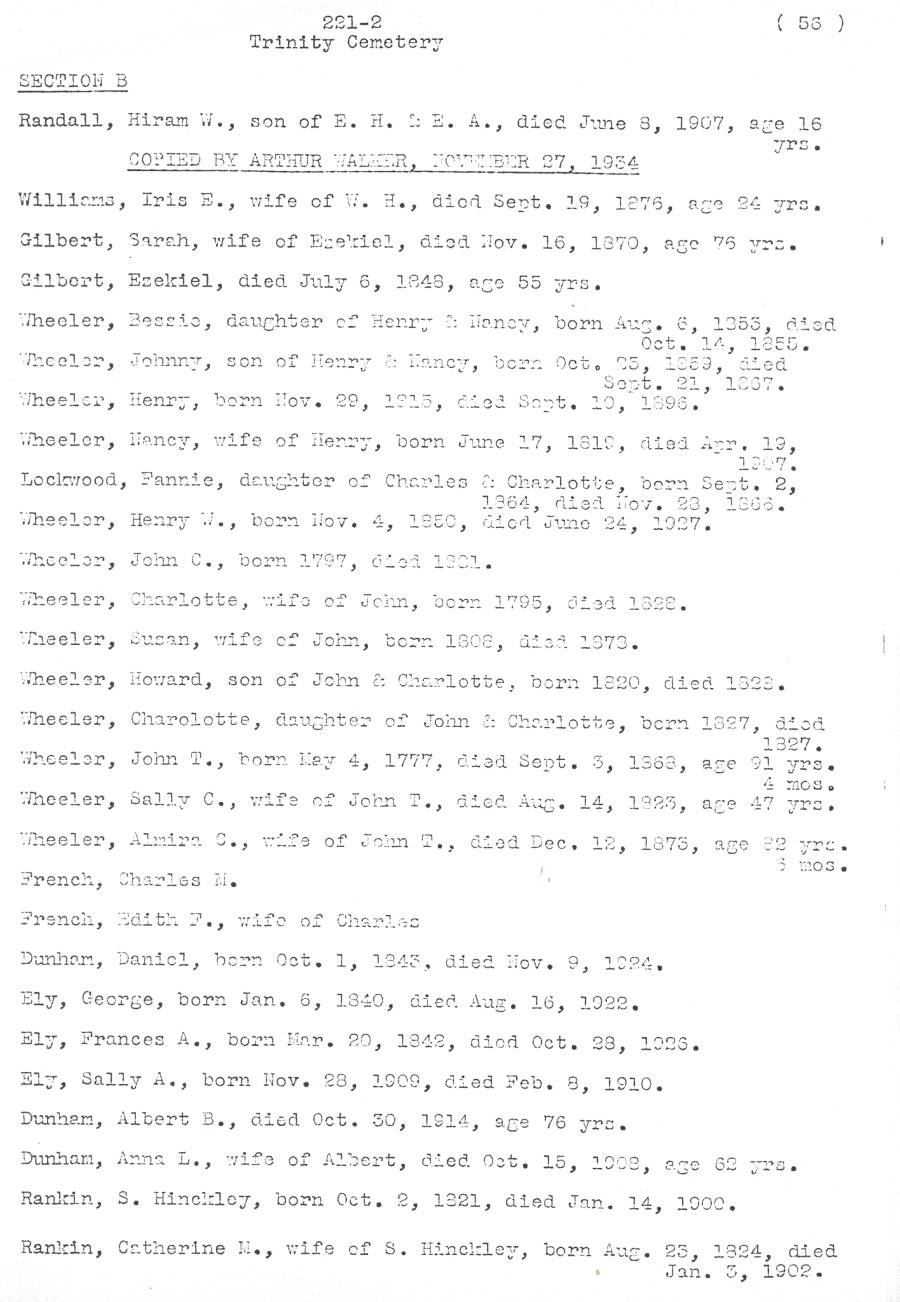 221-2
( 56 )
Trinity Cemetery
SECTION B
Randall, Hiram W., son of E. H. & E. A., died June 8, 1907, age 16
yrs.
COPIED BY ARTHUR WALKER, NOVEMBER 27, 1934
Williams, Iris E., wife of W. H., died Sept. 19, 1876, age 24 yrs.
Gilbert, Sarah, wife of Ezekiel, died Nov. 16, 1870, age 76 yrs.
Gilbert, Ezekiel, died July 6, 1848, age 55 yrs.
Wheeler, Bessie, daughter of Henry & Nancy, born Aug. 6, 1853, died
Oct. 14, 1855.
Wheeler, Johnny, son of Henry & Nancy, born Oct. 25, 1859, died
Sept. 21, 1867.
Wheeler, Henry, born Nov. 29, 1815, died Sept. 10, 1896.
Wheeler, Nancy, wife of Henry, born June 17, 1819, died Apr. 19,
1907.
Lockwood, Fannie, daughter of Charles & Charlotte, born Sept. 2,
1864, died Nov. 23, 1866.
Wheeler, Henry W., born Nov. 4, 1850, died June 24, 1927.
Wheeler, John C., born 1797, died
Wheeler, Charlotte, wife of John, born 1795, died
Wheeler, Susan, wife of John, born 1808, died 1873.
Wheeler, Howard, son of John & Charlotte, born 1820, died
Wheeler, Charolotte, daughter of John & Charlotte, born 1827, died
1827.
Wheeler, John T., born May 4, 1777, died Sept. 3, 1868, age 91 yrs.
4 mos.
Wheeler, Sally C., wife of John T., died Aug. 14, 1823, age 47 yrs.
Wheeler, Almira C., wife of John T., died Dec. 12, 1875, age 82 yrs.
mos.
French, Charles M.
French, Edith F., wife of Charles
Dunham, Daniel, born Oct. 1, 1843, died Nov. 9, 1924.
Ely, George, born Jan. 6, 1840, died Aug. 16, 1922.
Ely, Frances A., born Mar. 20, 1842, died Oct. 28, 1926.
Ely, Sally A., born Nov. 28, 1909, died Feb. 8, 1910.
Dunham, Albert B., died Oct. 30, 1914, age 76 yrs.
Dunham, Anna L., wife of Albert, died Oct. 15, 1908, age 62 yrs.
Rankin, S. Hinckley, born Oct. 2, 1821, died Jan. 14, 1900.
Rankin, Catherine M., wife of S. Hinckley, born Aug. 23, 1824, died
Jan. 3, 1902.